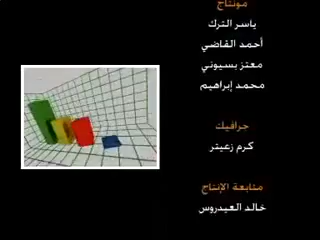 مونتاج
ياسر الترك
أحمد القاضي
معتز بسيوني
محمد إبراهيم
جرافيك
كرم زعيتر
متابعة الإنتاج
خالد العيدروس